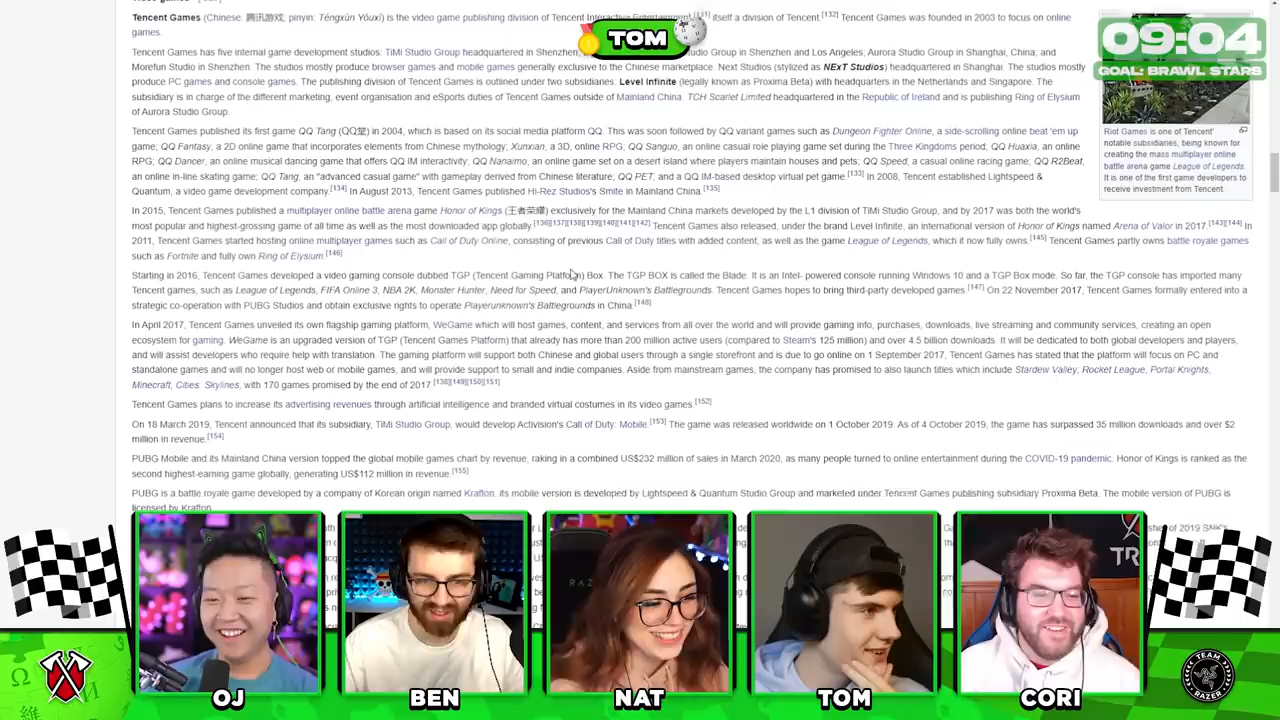 Tencent Games (Chinese: 腾讯游戏, pinyin: Téngxùn Yóuxì) is the video game publishing division of Tencent Interactive Entertainment, itself a division of Tencent.[132] Tencent Games was founded in 2003 to focus on online
games.
Tencent Games has five internal game development studios: TiMi Studio Group headquartered in Shenzhen, Studio Group in Shenzhen and Los Angeles; Aurora Studio Group in Shanghai, China; and
Morefun Studio in Shenzhen. The studios mostly produce browser games and mobile games generally exclusive to the Chinese marketplace. Next Studios (stylized as NExT Studios) headquartered in Shanghai. The studios mostly
produce PC games and console games. The publishing division of Tencent Games is outlined under two subsidiaries: Level Infinite (legally known as Proxima Beta) with headquarters in the Netherlands and Singapore. The
subsidiary is in charge of the different marketing, event organisation and eSports duties of Tencent Games outside of Mainland China. TCH Scarlet Limited headquartered in the Republic of Ireland and is publishing Ring of Elysium
of Aurora Studio Group.
Tencent Games published its first game QQ Tang (QQ堂) in 2004, which is based on its social media platform QQ. This was soon followed by QQ variant games such as Dungeon Fighter Online, a side-scrolling online beat 'em up
game; QQ Fantasy, a 2D online game that incorporates elements from Chinese mythology; Xunxian, a 3D, online RPG; QQ Sanguo, an online casual role playing game set during the Three Kingdoms period; QQ Huaxia, an online
RPG; QQ Dancer, an online musical dancing game that offers QQ IM interactivity, QQ Nanaimo, an online game set on a desert island where players maintain houses and pets; QQ Speed, a casual online racing game; QQ R2Beat,
an online in-line skating game; QQ Tang, an "advanced casual game" with gameplay derived from Chinese literature; QQ PET, and a QQ IM-based desktop virtual pet game.[133] In 2008, Tencent established Lightspeed &
Quantum, a video game development company.[134] In August 2013, Tencent Games published Hi-Rez Studios's Smite in Mainland China.[135]
In 2015, Tencent Games published a multiplayer online battle arena game Honor of Kings (王者荣耀) exclusively for the Mainland China markets developed by the L1 division of TiMi Studio Group, and by 2017 was both the world's
most popular and highest-grossing game of all time as well as the most downloaded app globally.[136][137][138][139][140][141][142] Tencent Games also released, under the brand Level Infinite, an international version of Honor of Kings named Arena of Valor in 2017.[143][144] In
2011, Tencent Games started hosting online multiplayer games such as Call of Duty Online, consisting of previous Call of Duty titles with added content, as well as the game League of Legends, which it now fully owns.[145] Tencent Games partly owns battle royale games
such as Fortnite and fully own Ring of Elysium.[146]
Starting in 2016, Tencent Games developed a video gaming console dubbed TGP (Tencent Gaming Platform) Box. The TGP BOX is called the Blade. It is an Intel- powered console running Windows 10 and a TGP Box mode. So far, the TGP console has imported many
Tencent games, such as League of Legends, FIFA Online 3, NBA 2K, Monster Hunter, Need for Speed, and PlayerUnknown's Battlegrounds. Tencent Games hopes to bring third-party developed games.[147] On 22 November 2017, Tencent Games formally entered into a
strategic co-operation with PUBG Studios and obtain exclusive rights to operate Playerunknown's Battlegrounds in China.[148]
In April 2017, Tencent Games unveiled its own flagship gaming platform, WeGame which will host games, content, and services from all over the world and will provide gaming info, purchases, downloads, live streaming and community services, creating an open
ecosystem for gaming. WeGame is an upgraded version of TGP (Tencent Games Platform) that already has more than 200 million active users (compared to Steam's 125 million) and over 4.5 billion downloads. It will be dedicated to both global developers and players,
and will assist developers who require help with translation. The gaming platform will support both Chinese and global users through a single storefront and is due to go online on 1 September 2017, Tencent Games has stated that the platform will focus on PC and
standalone games and will no longer host web or mobile games, and will provide support to small and indie companies. Aside from mainstream games, the company has promised to also launch titles which include Stardew Valley, Rocket League, Portal Knights,
Minecraft, Cities: Skylines, with 170 games promised by the end of 2017.[138][149][150][151]
Tencent Games plans to increase its advertising revenues through artificial intelligence and branded virtual costumes in its video games.[152]
On 18 March 2019, Tencent announced that its subsidiary, TiMi Studio Group, would develop Activision's Call of Duty: Mobile.[153] The game was released worldwide on 1 October 2019. As of 4 October 2019, the game has surpassed 35 million downloads and over $2
million in revenue.[154]
PUBG Mobile and its Mainland China version topped the global mobile games chart by revenue, raking in a combined US$232 million of sales in March 2020, as many people turned to online entertainment during the COVID-19 pandemic. Honor of Kings is ranked as the
second highest-earning game globally, generating US$112 million in revenue.[155]
PUBG is a battle royale game developed by a company of Korean origin named Krafton, its mobile version is developed by Lightspeed & Quantum Studio Group and marketed under Tencent Games publishing subsidiary Proxima Beta. The mobile version of PUBG is
licensed by Krafton.
TOM
09:04
GOAL: BRAWL STARS
Riot Games is one of Tencent'
notable subsidiaries, being known for
creating the mass multiplayer online
battle arena game League of Legends.
It is one of the first game developers to
receive investment from Tencent.
RAZ
TR
OJ
BEN
NAT
TOM
CORI
TEAM
RAZER